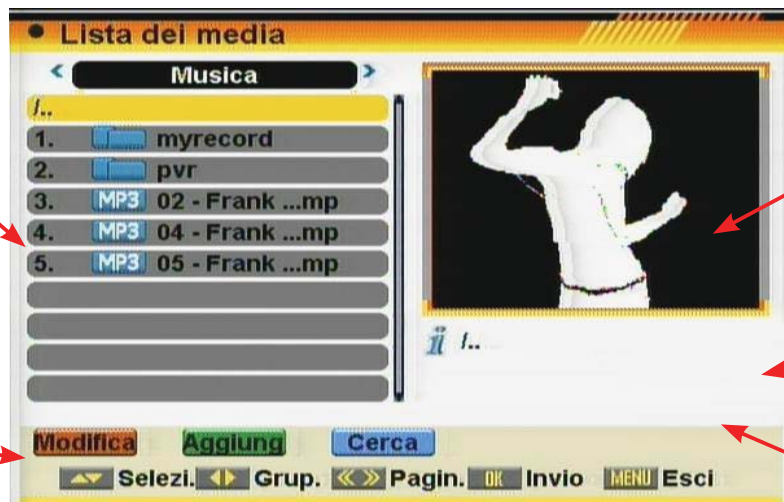 Lista dei media
Musica
/..
1. myrecord
2. pvr
3. MP3 02 - Frank ...mp
4. MP3 04 - Frank ...mp
5. MP3 05 - Frank ...mp
i /..
Modifica Aggiung Cerca
Selezi. Grup. Pagin. OK Invio MENU Esci